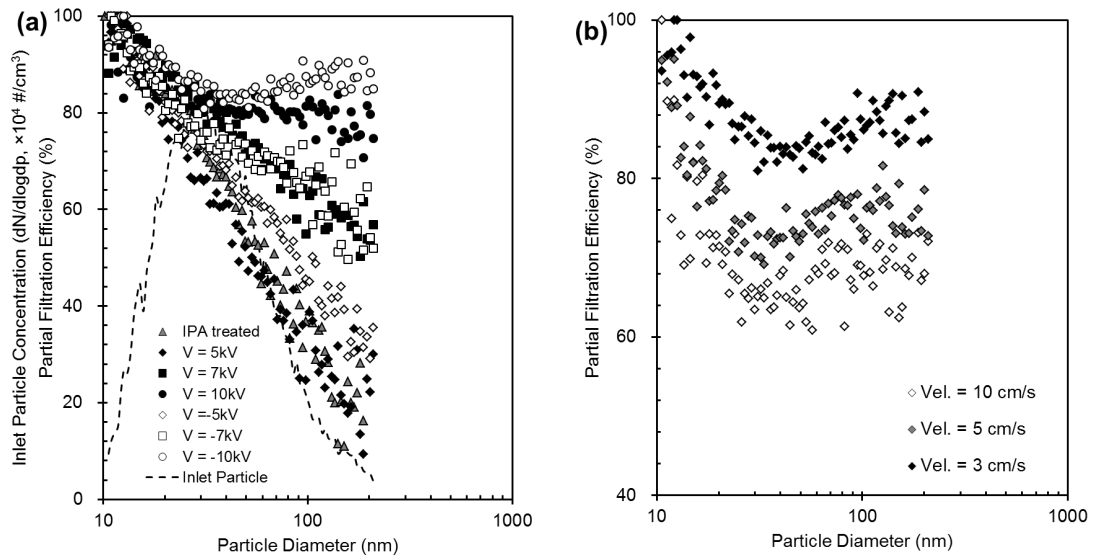 (a)
Inlet Particle Concentration (dN/dlogdp, ×10⁴ #/cm³)
Partial Filtration Efficiency (%)
100
80
60
40
20
0
IPA treated
V = 5kV
V = 7kV
V = 10kV
V =-5kV
V = -7kV
V = -10kV
Inlet Particle
10
100
1000
Particle Diameter (nm)
(b)
Partial Filtration Efficiency (%)
100
80
60
40
Vel. = 10 cm/s
Vel. = 5 cm/s
Vel. = 3 cm/s
10
100
1000
Particle Diameter (nm)